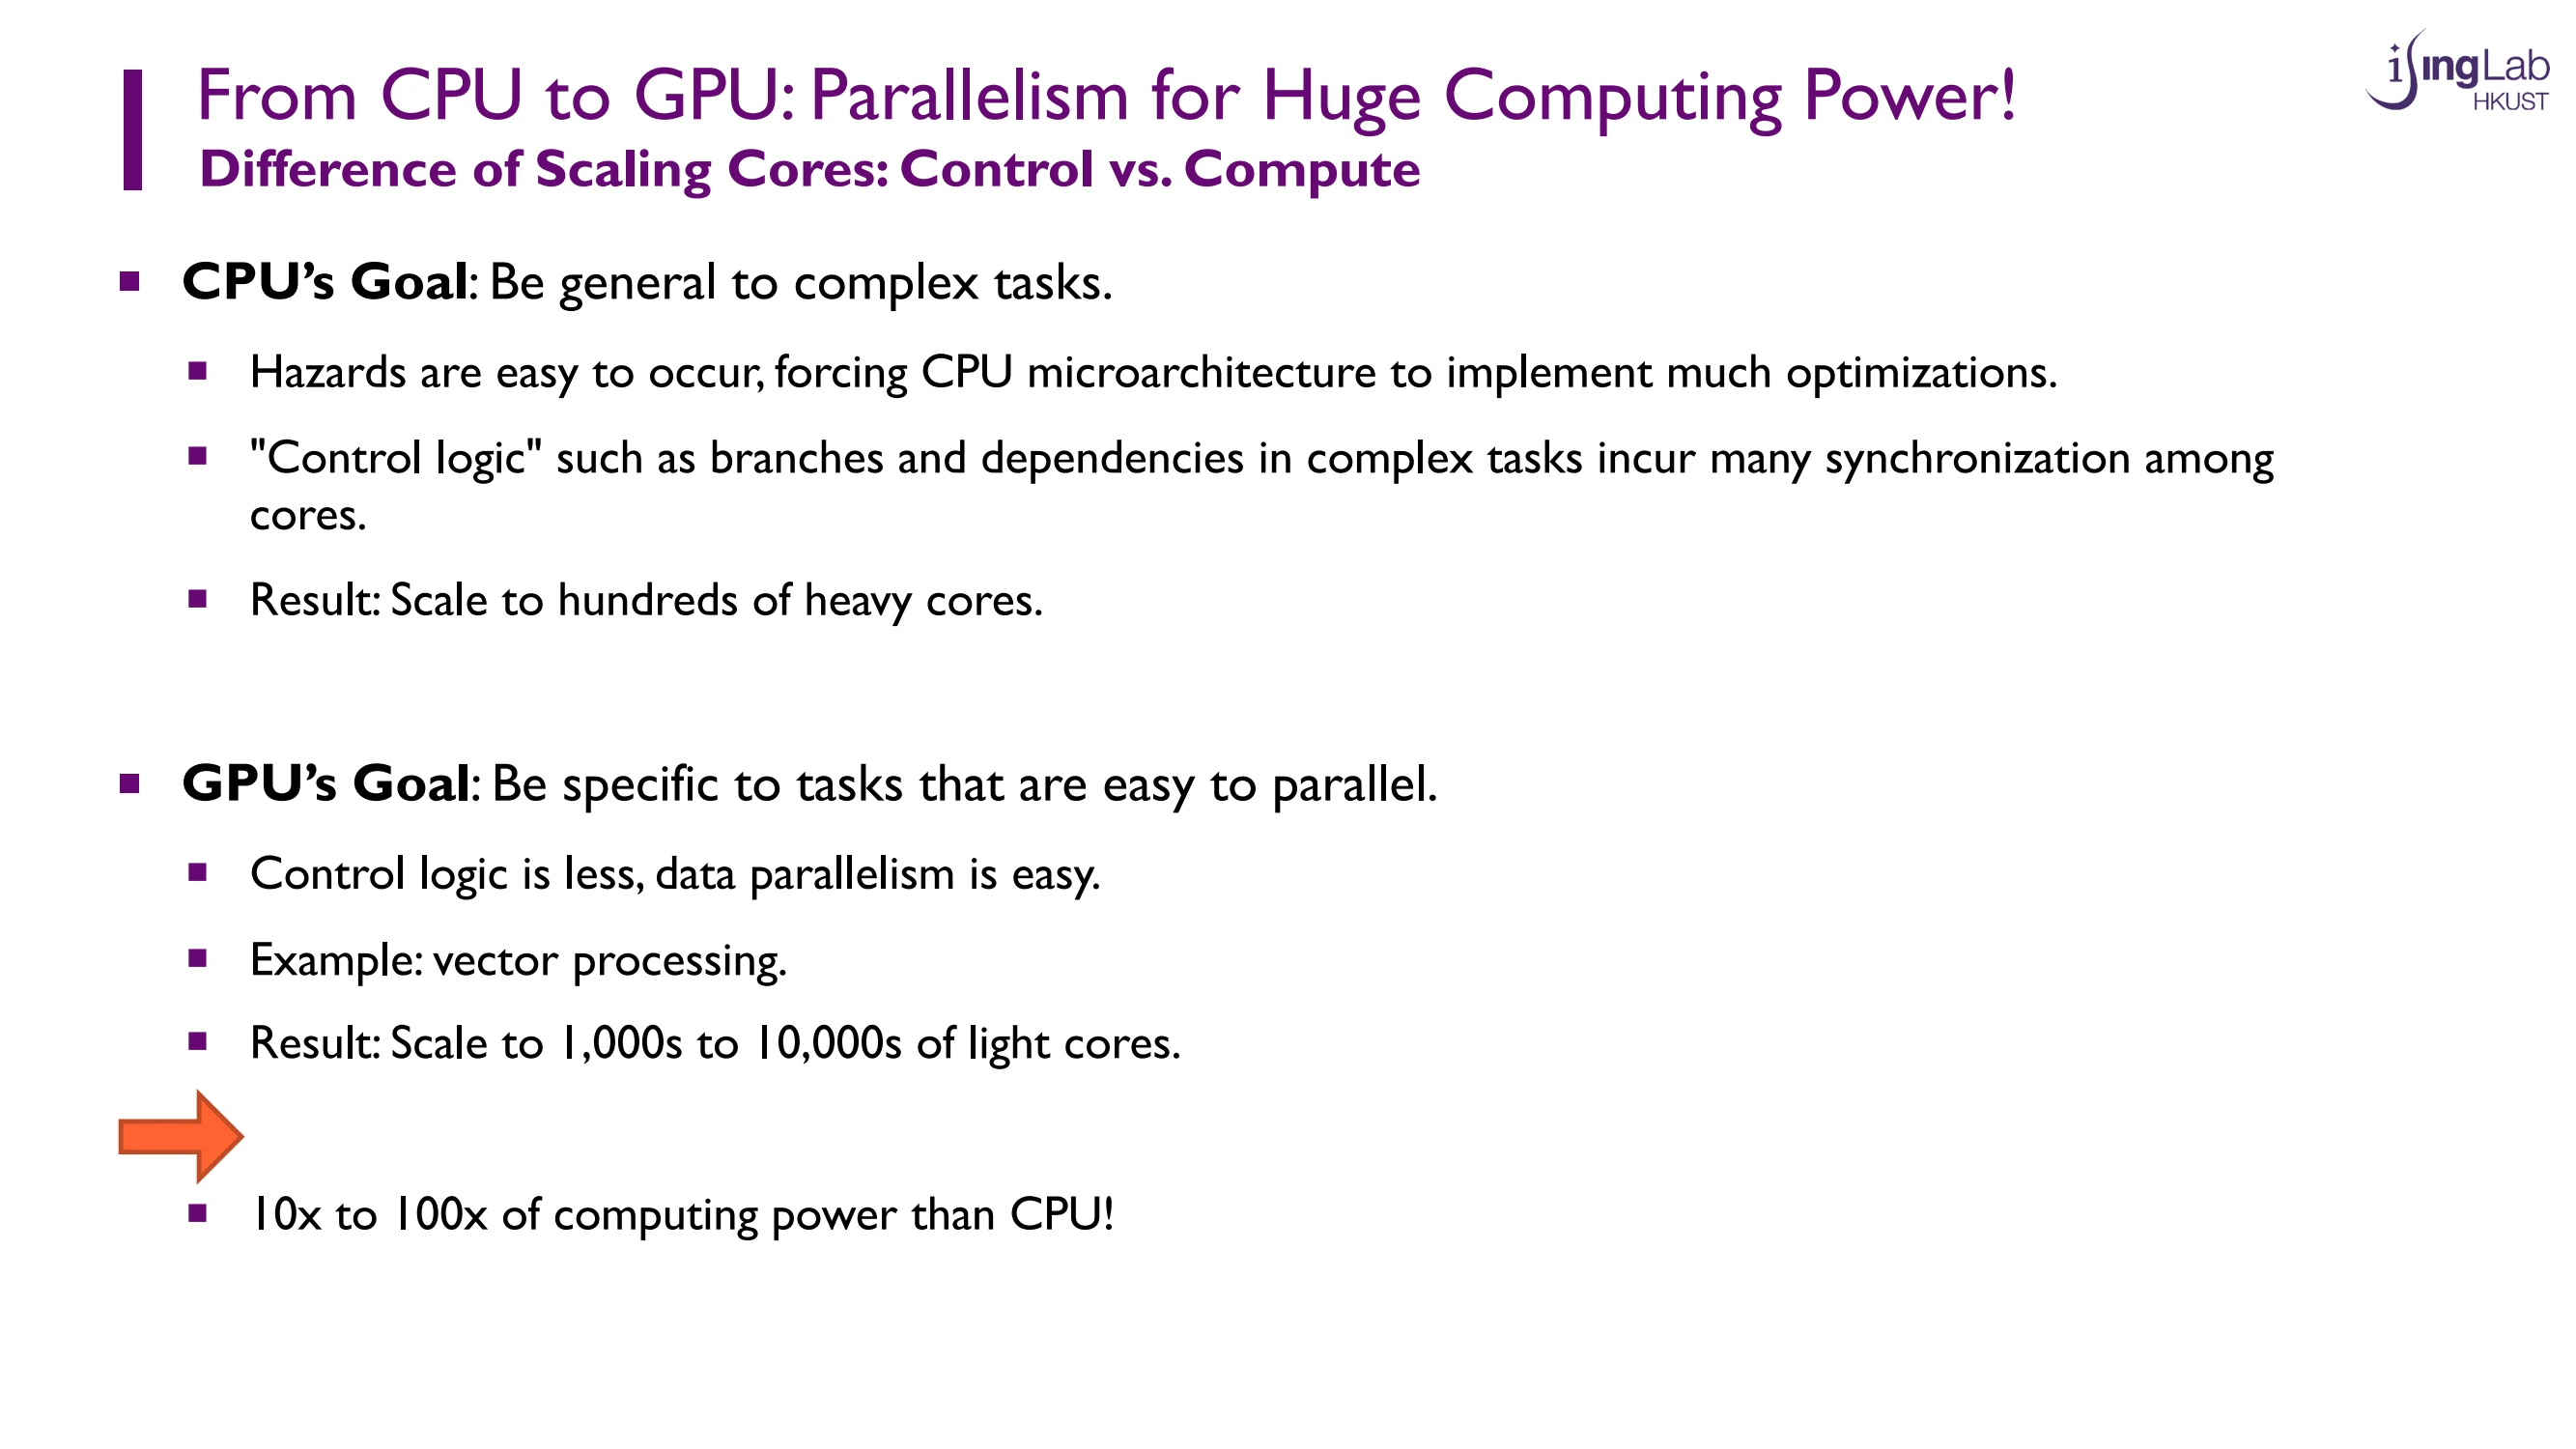 From CPU to GPU: Parallelism for Huge Computing Power!
Difference of Scaling Cores: Control vs. Compute
iSingLab
HKUST
CPU’s Goal: Be general to complex tasks.
Hazards are easy to occur, forcing CPU microarchitecture to implement much optimizations.
"Control logic" such as branches and dependencies in complex tasks incur many synchronization among
cores.
Result: Scale to hundreds of heavy cores.
GPU’s Goal: Be specific to tasks that are easy to parallel.
Control logic is less, data parallelism is easy.
Example: vector processing.
Result: Scale to 1,000s to 10,000s of light cores.
10x to 100x of computing power than CPU!